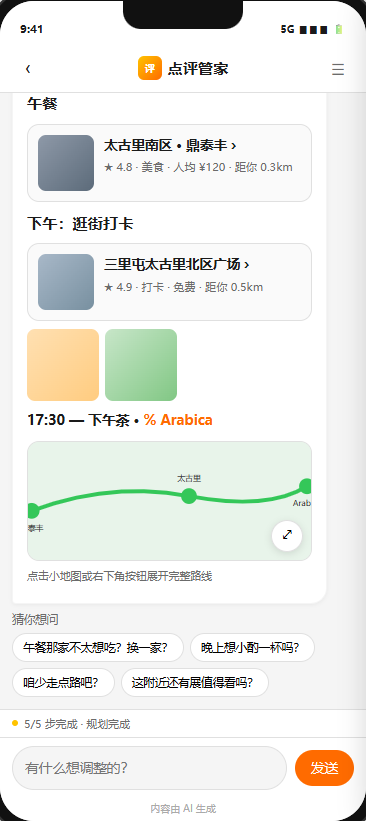 9:41
5G
‹
评 点评管家
☰
午餐
太古里南区 • 鼎泰丰 ›
★ 4.8 · 美食 · 人均 ¥120 · 距你 0.3km
下午：逛街打卡
三里屯太古里北区广场 ›
★ 4.9 · 打卡 · 免费 · 距你 0.5km
17:30 — 下午茶 • % Arabica
太古里
Arab
泰丰
点击小地图或右下角按钮展开完整路线
猜你想问
午餐那家不太想吃？换一家？
晚上想小酌一杯吗？
咱少走点路吧？
这附近还有展值得看吗？
5/5 步完成 · 规划完成
有什么想调整的？
发送
内容由 AI 生成